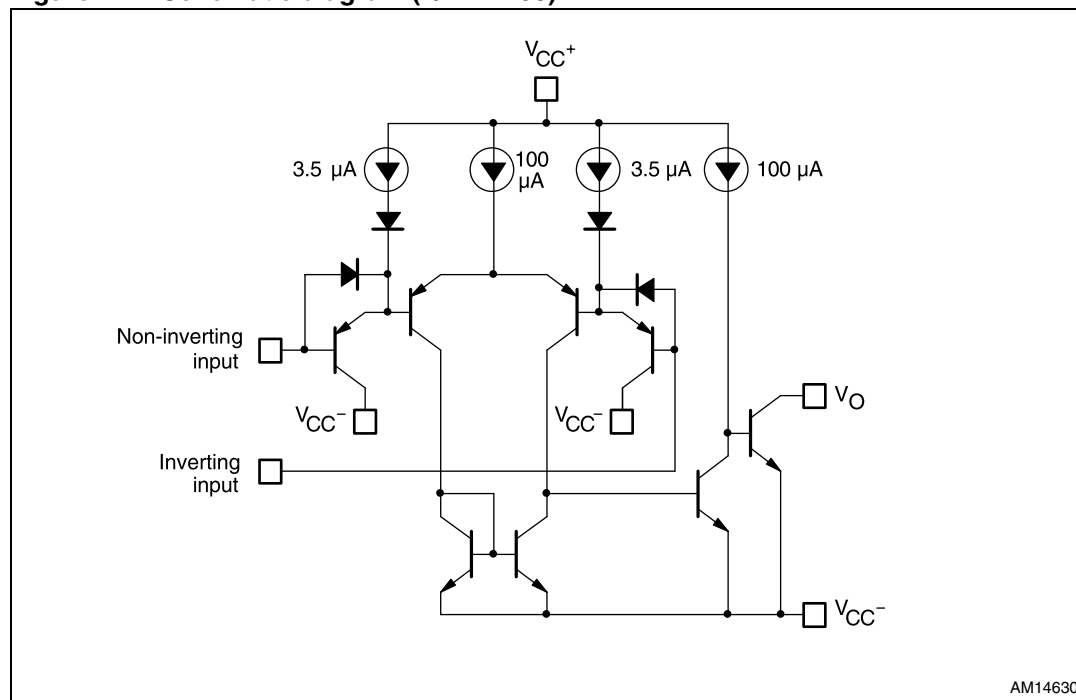 VCC+
3.5 µA
100
µA
3.5 µA
100 µA
Non-inverting
input
VCC−
VCC−
VO
Inverting
input
VCC−
AM14630